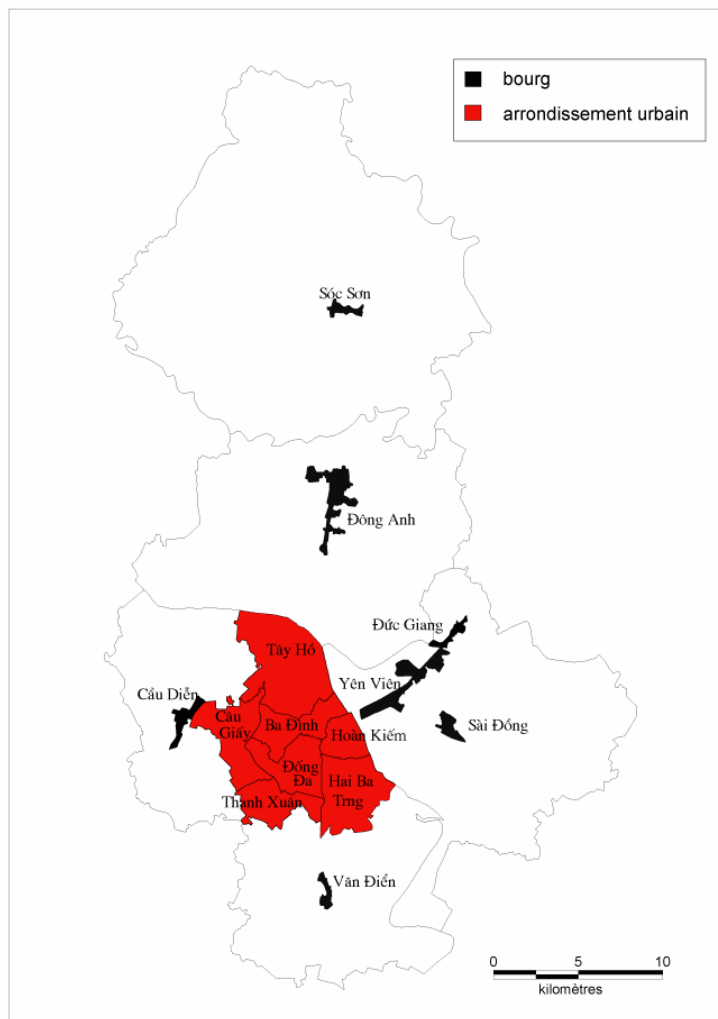 bourg
arrondissement urbain
Sóc Sơn
Đông Anh
Đức Giang
Tây Hồ
Yên Viên
Cầu Diễn
Câu
Giấy
Ba Đình
Hoàn Kiếm
Sài Đồng
Đống
Đa
Hai Ba
Trng
Thanh Xuân
Văn Điển
0 5 10
kilomètres